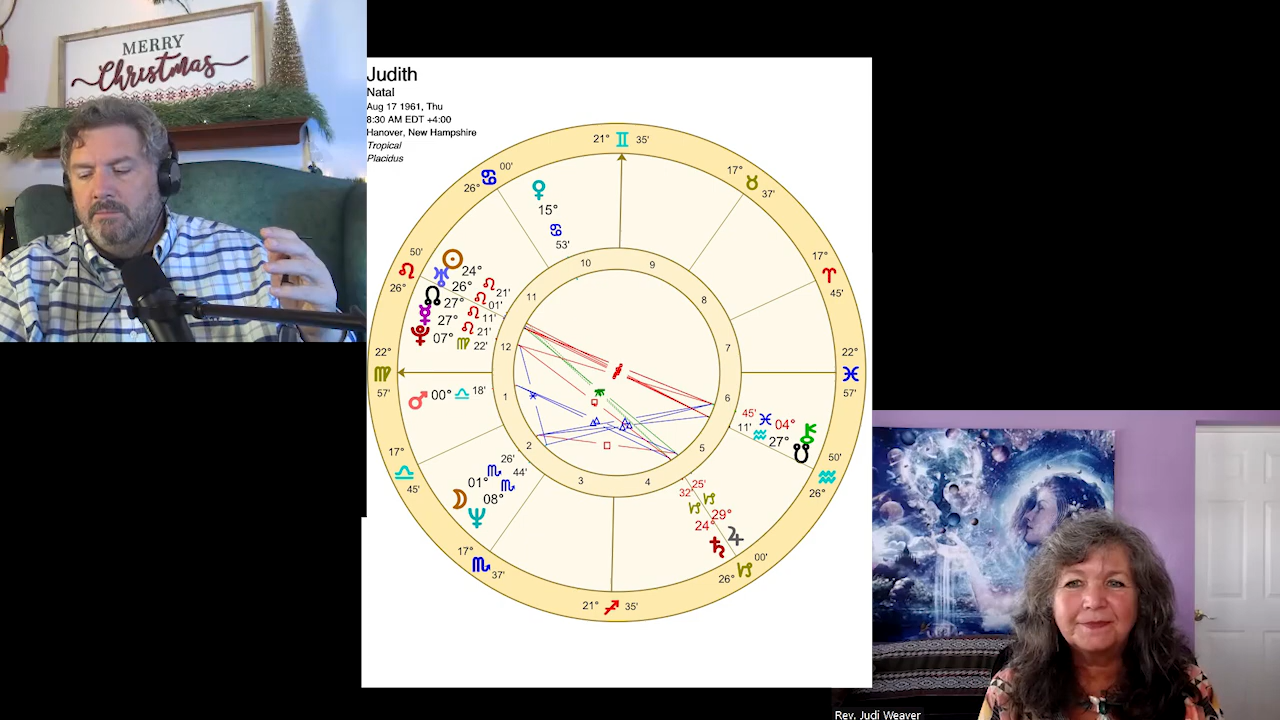 MERRY
Christmas
Judith
Natal
Aug 17 1961, Thu
8:30 AM EDT +4:00
Hanover, New Hampshire
Tropical
Placidus
21° ♊ 35'
17° ♉ 37'
17° ♈ 45'
22° ♓ 57'
26° ♒ 50'
26° ♑ 00'
21° ♐ 35'
17° ♏ 37'
17° ♎ 45'
22° ♍ 57'
26° ♌ 50'
26° ♋ 00'
♀ 15° ♋ 53'
☉ 24° ♌ 21'
♅ 26° ♌ 01'
☊ 27° ♌ 11'
☿ 27° ♌ 21'
♇ 07° ♍ 22'
♂ 00° ♎ 18'
☽ 01° ♏ 26'
♆ 08° ♏ 44'
♄ 24° ♑ 32'
♃ 29° ♑ 25'
☋ 27° ♒ 11'
⚷ 04° ♓ 45'
1
2
3
4
5
6
7
8
9
10
11
12
Rev. Judi Weaver